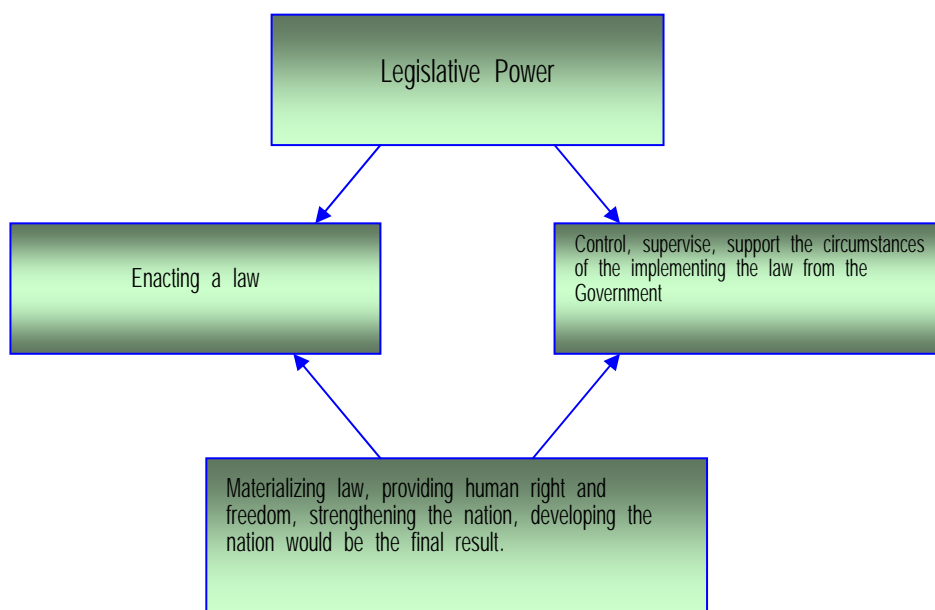 Legislative Power
Enacting a law
Control, supervise, support the circumstances
of the implementing the law from the
Government
Materializing law, providing human right and
freedom, strengthening the nation, developing the
nation would be the final result.